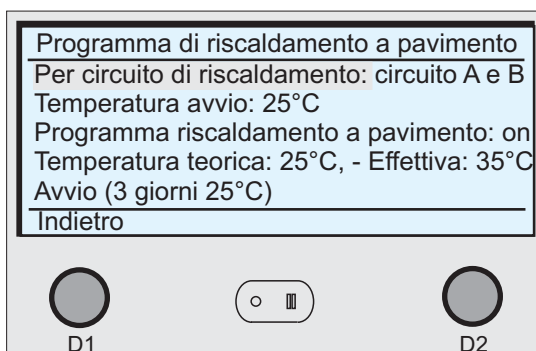 Programma di riscaldamento a pavimento
Per circuito di riscaldamento: circuito A e B
Temperatura avvio: 25°C
Programma riscaldamento a pavimento: on
Temperatura teorica: 25°C, - Effettiva: 35°C
Avvio (3 giorni 25°C)
Indietro
D1 D2